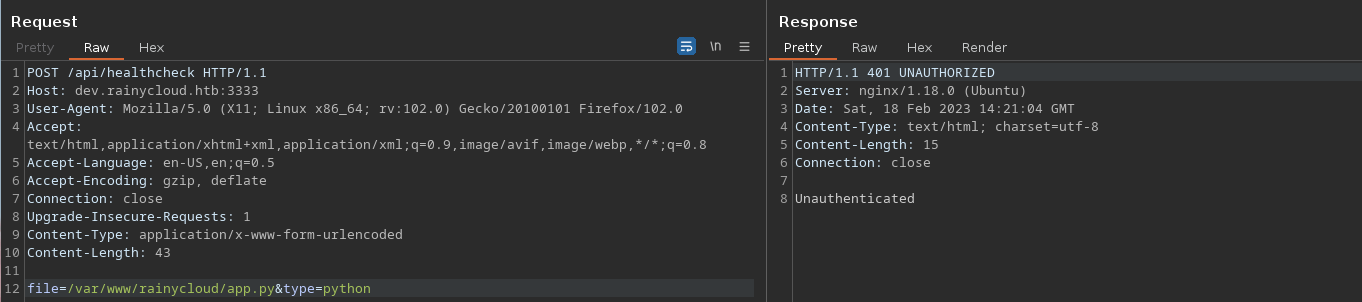 Request
Pretty Raw Hex \n
1 POST /api/healthcheck HTTP/1.1
2 Host: dev.rainycloud.htb:3333
3 User-Agent: Mozilla/5.0 (X11; Linux x86_64; rv:102.0) Gecko/20100101 Firefox/102.0
4 Accept:
text/html,application/xhtml+xml,application/xml;q=0.9,image/avif,image/webp,*/*;q=0.8
5 Accept-Language: en-US,en;q=0.5
6 Accept-Encoding: gzip, deflate
7 Connection: close
8 Upgrade-Insecure-Requests: 1
9 Content-Type: application/x-www-form-urlencoded
10 Content-Length: 43
11
12 file=/var/www/rainycloud/app.py&type=python
Response
Pretty Raw Hex Render
1 HTTP/1.1 401 UNAUTHORIZED
2 Server: nginx/1.18.0 (Ubuntu)
3 Date: Sat, 18 Feb 2023 14:21:04 GMT
4 Content-Type: text/html; charset=utf-8
5 Content-Length: 15
6 Connection: close
7
8 Unauthenticated